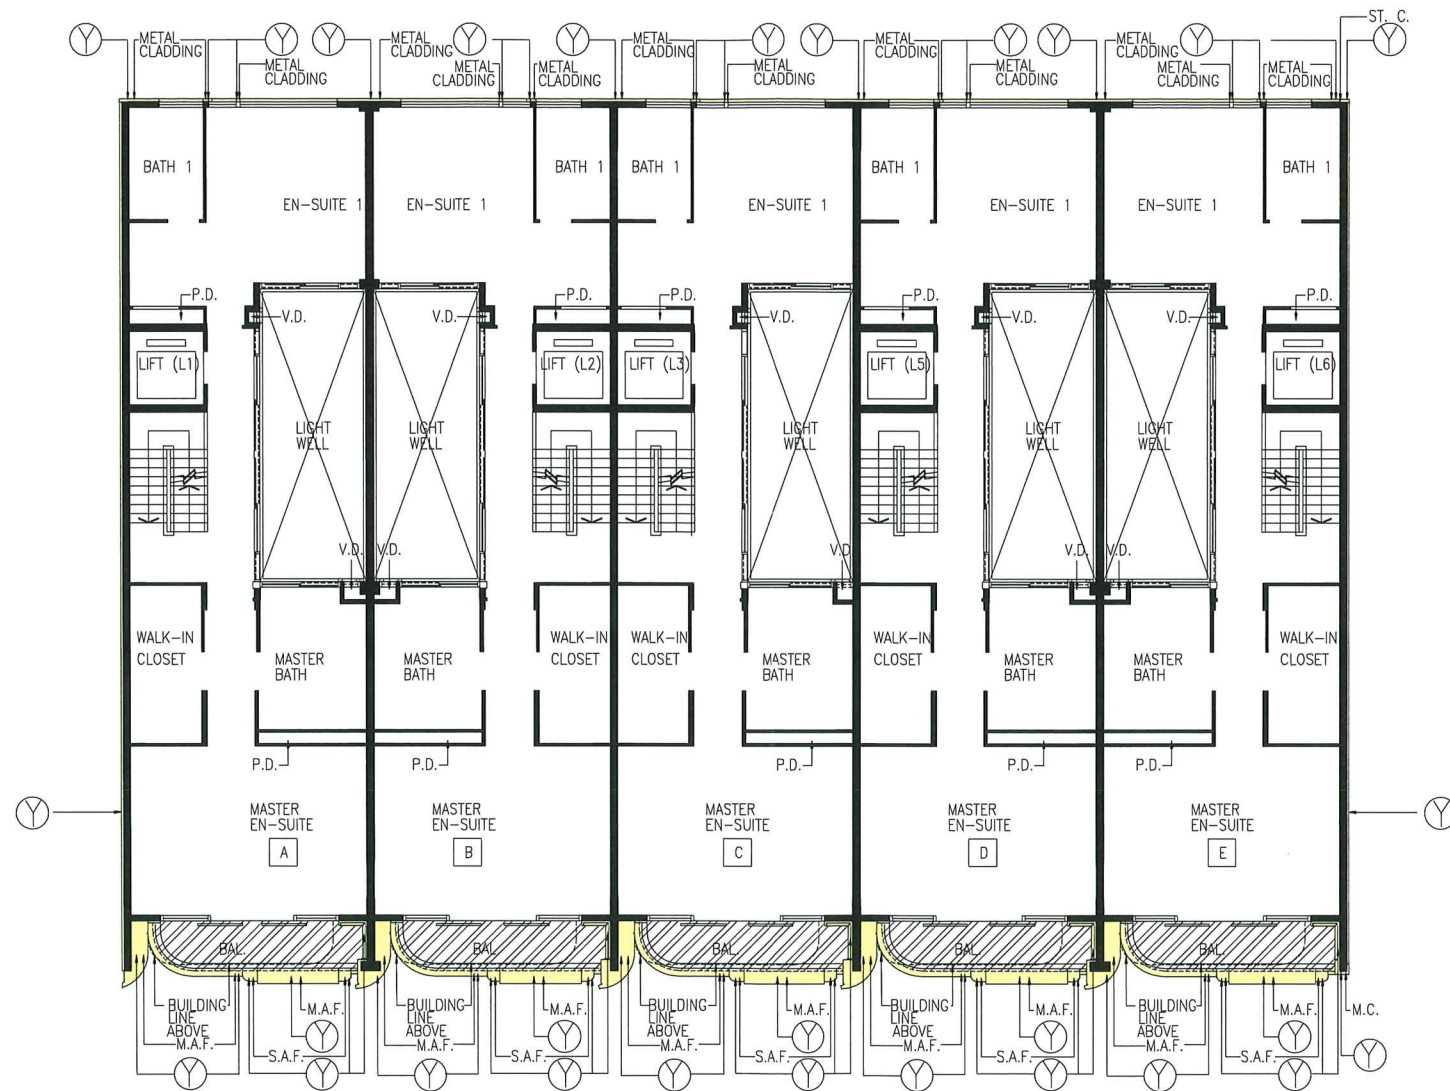 ST. C.
Y Y Y Y Y Y Y Y Y Y Y
METAL CLADDING METAL CLADDING METAL CLADDING METAL CLADDING METAL CLADDING
METAL CLADDING METAL CLADDING METAL CLADDING METAL CLADDING METAL CLADDING METAL CLADDING METAL CLADDING
BATH 1 BATH 1 BATH 1 BATH 1 BATH 1
EN-SUITE 1 EN-SUITE 1 EN-SUITE 1 EN-SUITE 1 EN-SUITE 1
P.D. P.D. P.D. P.D. P.D.
V.D. V.D. V.D. V.D. V.D.
LIFT (L1) LIFT (L2) LIFT (L3) LIFT (L5) LIFT (L6)
LIGHT LIGHT LIGHT LIGHT LIGHT
WELL WELL WELL WELL WELL
V.D. V.D. V.D V.D. V.D.
WALK-IN WALK-IN WALK-IN WALK-IN WALK-IN
CLOSET CLOSET CLOSET CLOSET CLOSET
MASTER MASTER MASTER MASTER MASTER
BATH BATH BATH BATH BATH
P.D. P.D. P.D. P.D. P.D.
Y Y
MASTER MASTER MASTER MASTER MASTER
EN-SUITE EN-SUITE EN-SUITE EN-SUITE EN-SUITE
A B C D E
BAL. BAL. BAL. BAL. BAL.
BUILDING M.A.F. BUILDING M.A.F. BUILDING M.A.F. BUILDING M.A.F. BUILDING M.A.F. M.C.
LINE LINE LINE LINE LINE
ABOVE ABOVE ABOVE ABOVE ABOVE
Y Y Y Y Y
M.A.F. M.A.F. M.A.F. M.A.F. M.A.F.
S.A.F. S.A.F. S.A.F. S.A.F. S.A.F. Y
Y Y Y Y Y Y Y Y Y Y